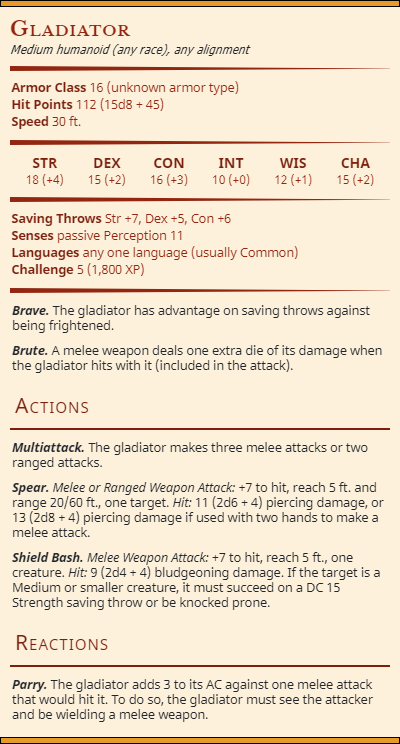 GLADIATOR
Medium humanoid (any race), any alignment
Armor Class 16 (unknown armor type)
Hit Points 112 (15d8 + 45)
Speed 30 ft.
STR DEX CON INT WIS CHA
18 (+4) 15 (+2) 16 (+3) 10 (+0) 12 (+1) 15 (+2)
Saving Throws Str +7, Dex +5, Con +6
Senses passive Perception 11
Languages any one language (usually Common)
Challenge 5 (1,800 XP)
Brave. The gladiator has advantage on saving throws against
being frightened.
Brute. A melee weapon deals one extra die of its damage when
the gladiator hits with it (included in the attack).
ACTIONS
Multiattack. The gladiator makes three melee attacks or two
ranged attacks.
Spear. Melee or Ranged Weapon Attack: +7 to hit, reach 5 ft. and
range 20/60 ft., one target. Hit: 11 (2d6 + 4) piercing damage, or
13 (2d8 + 4) piercing damage if used with two hands to make a
melee attack.
Shield Bash. Melee Weapon Attack: +7 to hit, reach 5 ft., one
creature. Hit: 9 (2d4 + 4) bludgeoning damage. If the target is a
Medium or smaller creature, it must succeed on a DC 15
Strength saving throw or be knocked prone.
REACTIONS
Parry. The gladiator adds 3 to its AC against one melee attack
that would hit it. To do so, the gladiator must see the attacker
and be wielding a melee weapon.